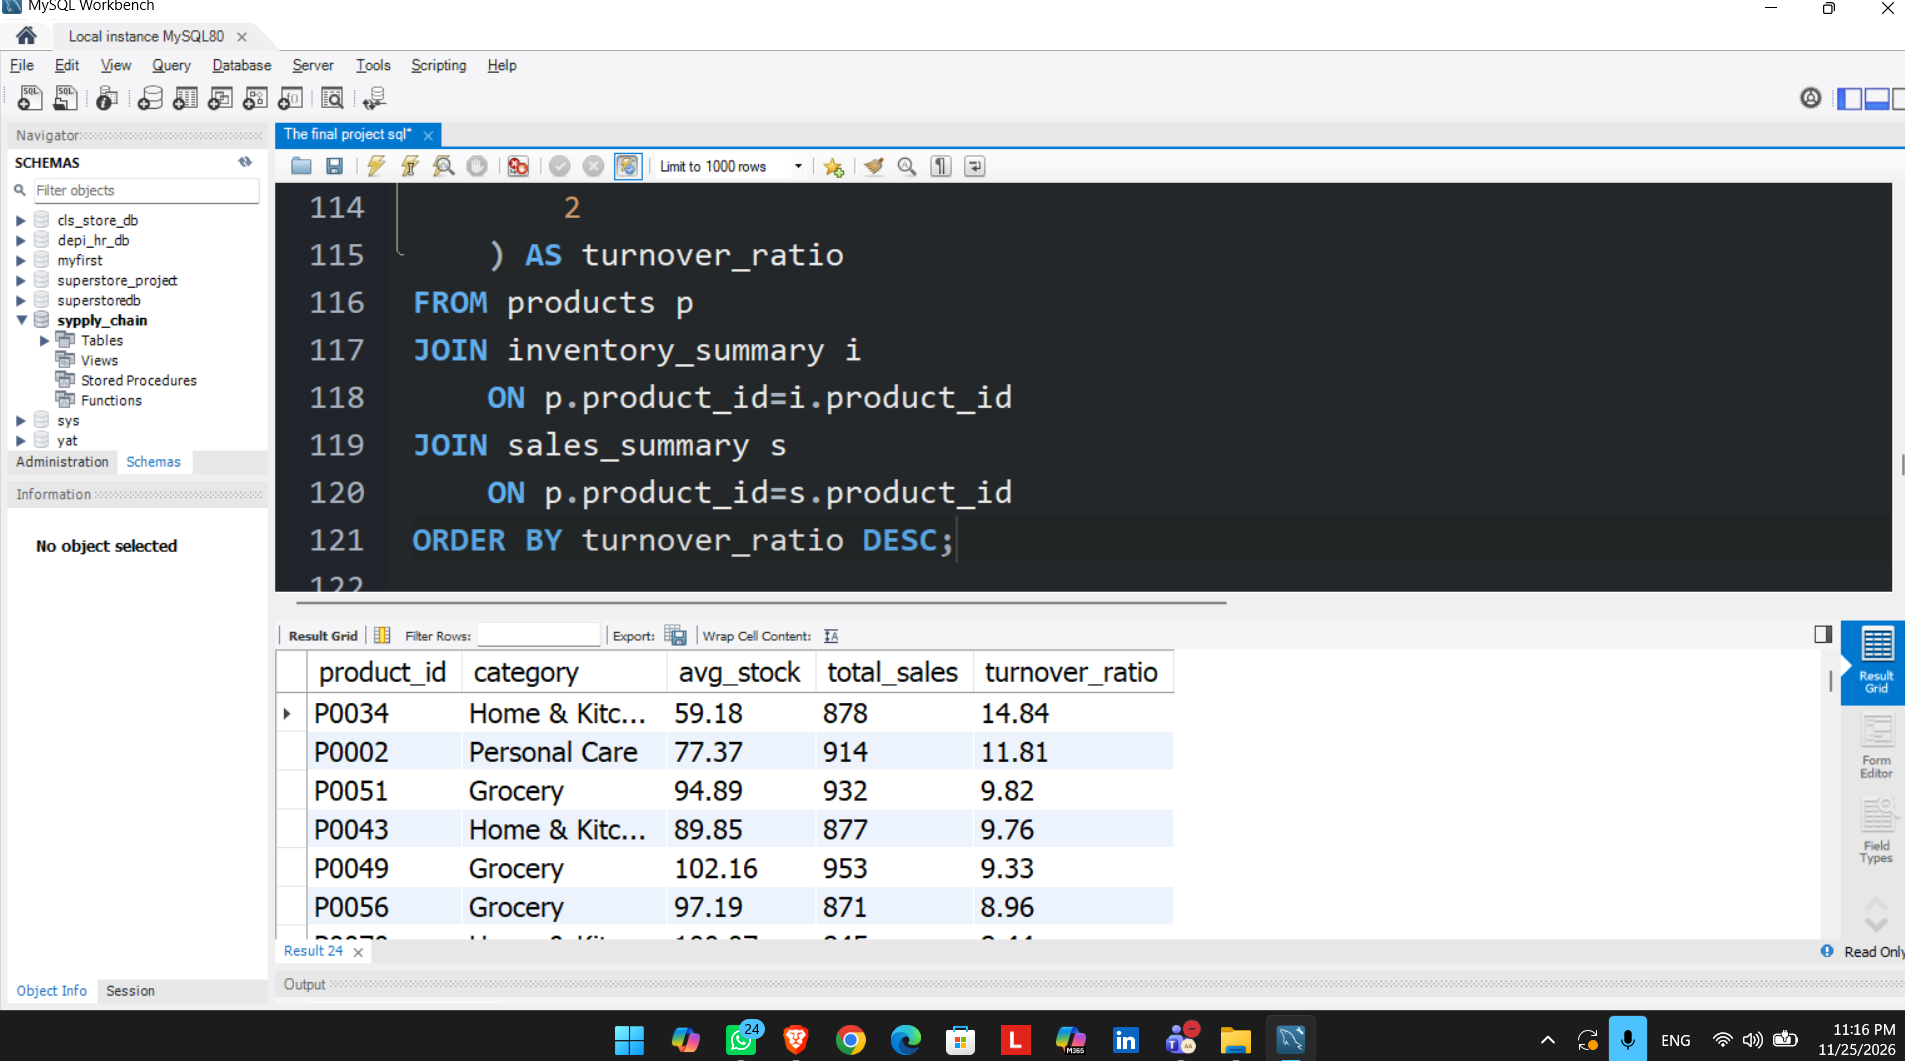 MySQL Workbench
Local instance MySQL80
File Edit View Query Database Server Tools Scripting Help
Navigator
SCHEMAS
Filter objects
cls_store_db
depi_hr_db
myfirst
superstore_project
superstoredb
sypply_chain
Tables
Views
Stored Procedures
Functions
sys
yat
Administration Schemas
Information
No object selected
Object Info Session
The final project sql*
Limit to 1000 rows
114 2
115 ) AS turnover_ratio
116 FROM products p
117 JOIN inventory_summary i
118 ON p.product_id=i.product_id
119 JOIN sales_summary s
120 ON p.product_id=s.product_id
121 ORDER BY turnover_ratio DESC;
122
Result Grid Filter Rows: Export: Wrap Cell Content:
product_id category avg_stock total_sales turnover_ratio
P0034 Home & Kitc... 59.18 878 14.84
P0002 Personal Care 77.37 914 11.81
P0051 Grocery 94.89 932 9.82
P0043 Home & Kitc... 89.85 877 9.76
P0049 Grocery 102.16 953 9.33
P0056 Grocery 97.19 871 8.96
Result Grid
Form Editor
Field Types
Result 24
Read Only
Output
24
M365
ENG
11:16 PM
11/25/2026